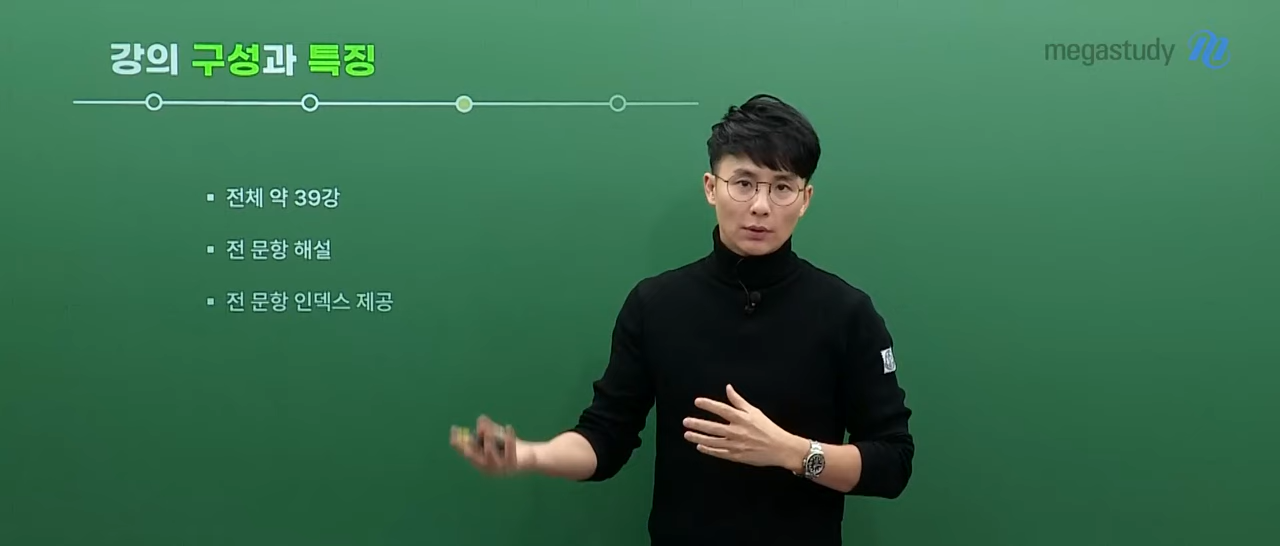 강의 구성과 특징
megastudy
전체 약 39강
전 문항 해설
전 문항 인덱스 제공